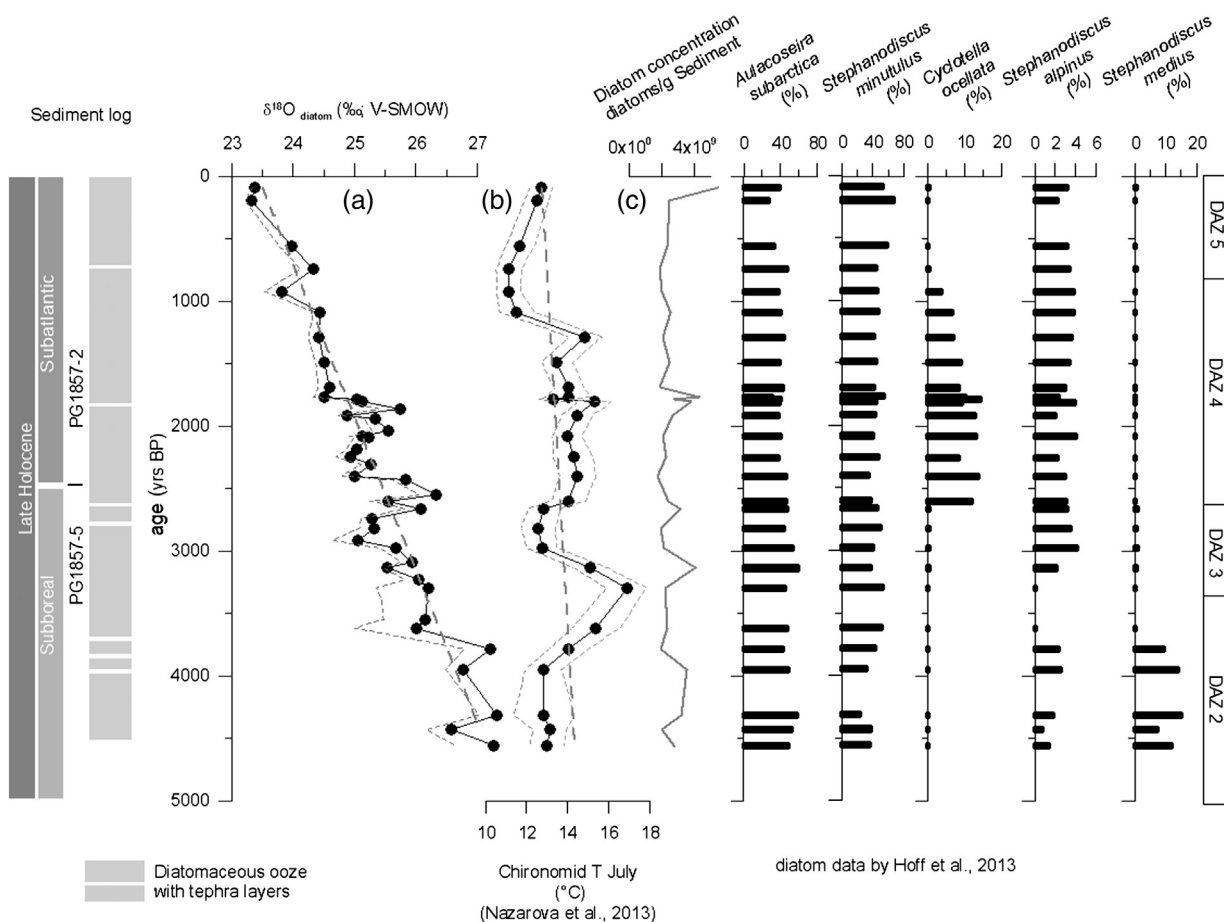 Sediment log
δ18O diatom (‰; V-SMOW)
23 24 25 26 27
Diatom concentration
diatoms/g Sediment
0x10⁹ 4x10⁹
Aulacoseira
subarctica
(%)
Stephanodiscus
minutulus
(%)
Cyclotella
ocellata
(%)
Stephanodiscus
alpinus
(%)
Stephanodiscus
medius
(%)
0 40 80
0 40 80
0 10 20
0 2 4 6
0 10 20
(a)
(b)
(c)
Late Holocene
Subatlantic
Subboreal
PG1857-2
I
PG1857-5
age (yrs BP)
0
1000
2000
3000
4000
5000
DAZ 5
DAZ 4
DAZ 3
DAZ 2
10 12 14 16 18
Chironomid T July
(°C)
(Nazarova et al., 2013)
diatom data by Hoff et al., 2013
Diatomaceous ooze
with tephra layers